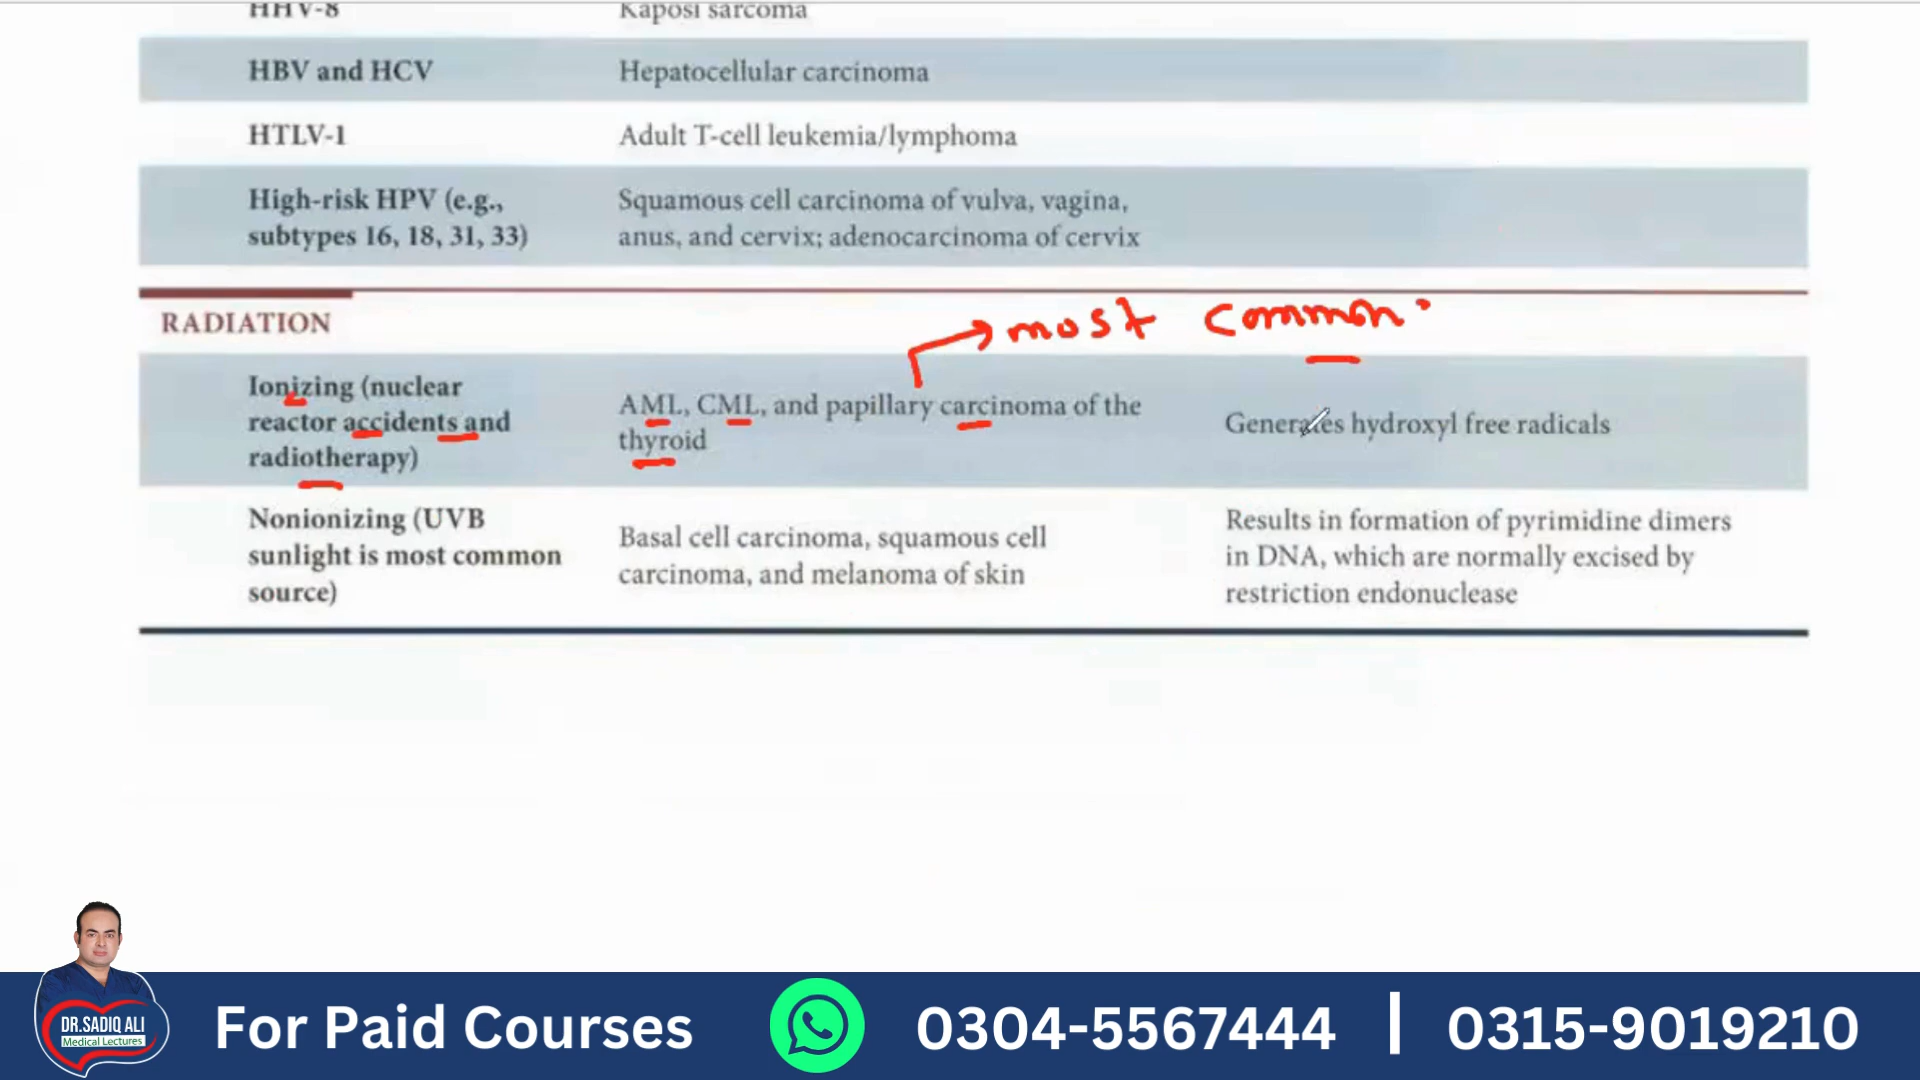 HHV-8
Kaposi sarcoma
HBV and HCV
Hepatocellular carcinoma
HTLV-1
Adult T-cell leukemia/lymphoma
High-risk HPV (e.g.,
subtypes 16, 18, 31, 33)
Squamous cell carcinoma of vulva, vagina,
anus, and cervix; adenocarcinoma of cervix
RADIATION
most common
Ionizing (nuclear
reactor accidents and
radiotherapy)
AML, CML, and papillary carcinoma of the
thyroid
Generates hydroxyl free radicals
Nonionizing (UVB
sunlight is most common
source)
Basal cell carcinoma, squamous cell
carcinoma, and melanoma of skin
Results in formation of pyrimidine dimers
in DNA, which are normally excised by
restriction endonuclease
DR.SADIQ ALI
Medical Lectures
For Paid Courses
0304-5567444 | 0315-9019210